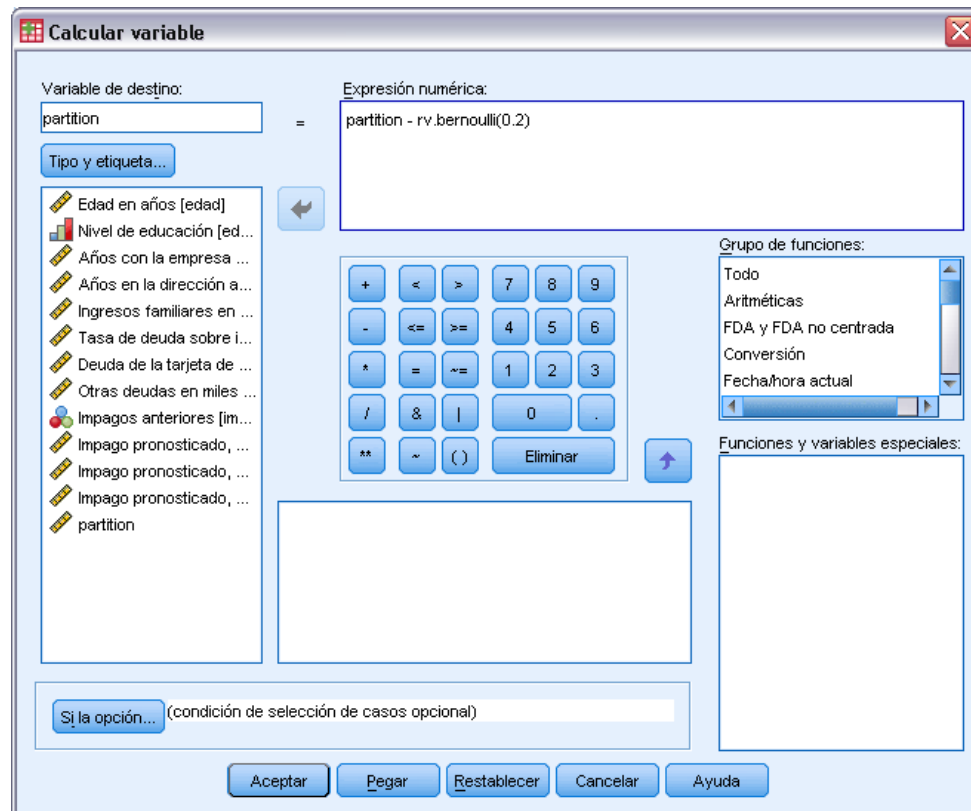 Calcular variable
Variable de destino:
partition
=
Expresión numérica:
partition - rv.bernoulli(0.2)
Tipo y etiqueta...
Edad en años [edad]
Nivel de educación [ed...
Años con la empresa ...
Años en la dirección a...
Ingresos familiares en ...
Tasa de deuda sobre i...
Deuda de la tarjeta de ...
Otras deudas en miles ...
Impagos anteriores [im...
Impago pronosticado, ...
Impago pronosticado, ...
Impago pronosticado, ...
partition
+ < > 7 8 9
- <= >= 4 5 6
* = ~= 1 2 3
/ & | 0 .
** ~ ( ) Eliminar
Grupo de funciones:
Todo
Aritméticas
FDA y FDA no centrada
Conversión
Fecha/hora actual
Funciones y variables especiales:
Si la opción...
(condición de selección de casos opcional)
Aceptar
Pegar
Restablecer
Cancelar
Ayuda